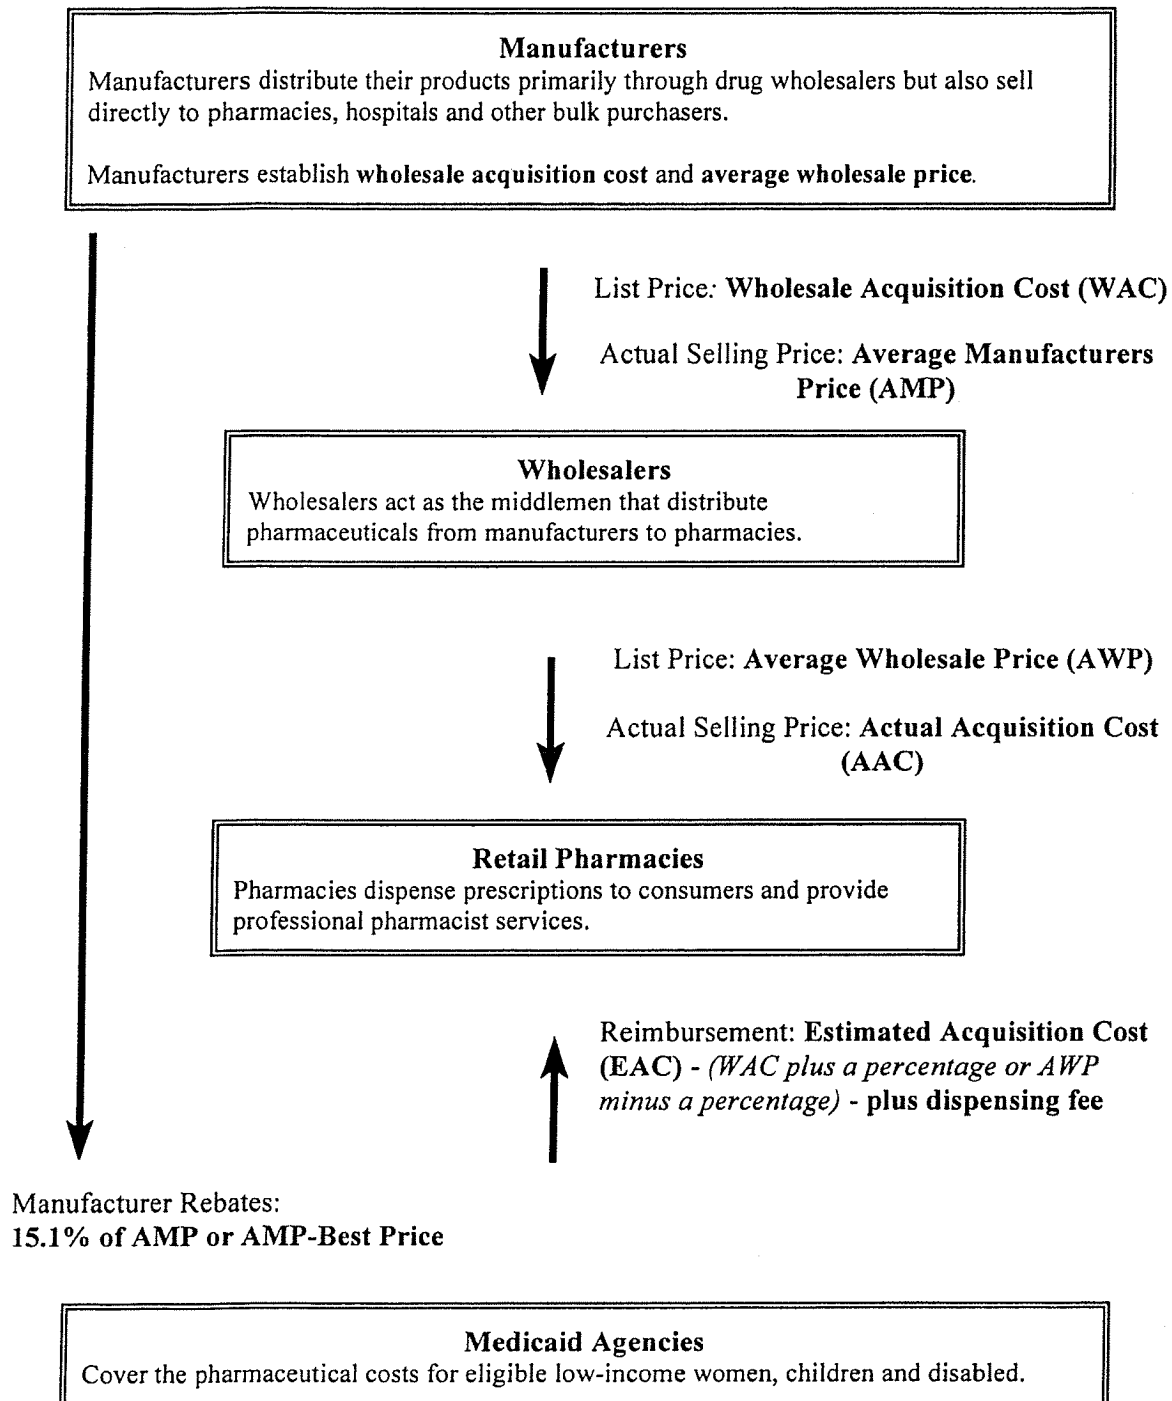 Manufacturers
Manufacturers distribute their products primarily through drug wholesalers but also sell
directly to pharmacies, hospitals and other bulk purchasers.
Manufacturers establish wholesale acquisition cost and average wholesale price.
List Price: Wholesale Acquisition Cost (WAC)
Actual Selling Price: Average Manufacturers
Price (AMP)
Wholesalers
Wholesalers act as the middlemen that distribute
pharmaceuticals from manufacturers to pharmacies.
List Price: Average Wholesale Price (AWP)
Actual Selling Price: Actual Acquisition Cost
(AAC)
Retail Pharmacies
Pharmacies dispense prescriptions to consumers and provide
professional pharmacist services.
Reimbursement: Estimated Acquisition Cost
(EAC) - (WAC plus a percentage or AWP
minus a percentage) - plus dispensing fee
Manufacturer Rebates:
15.1% of AMP or AMP-Best Price
Medicaid Agencies
Cover the pharmaceutical costs for eligible low-income women, children and disabled.